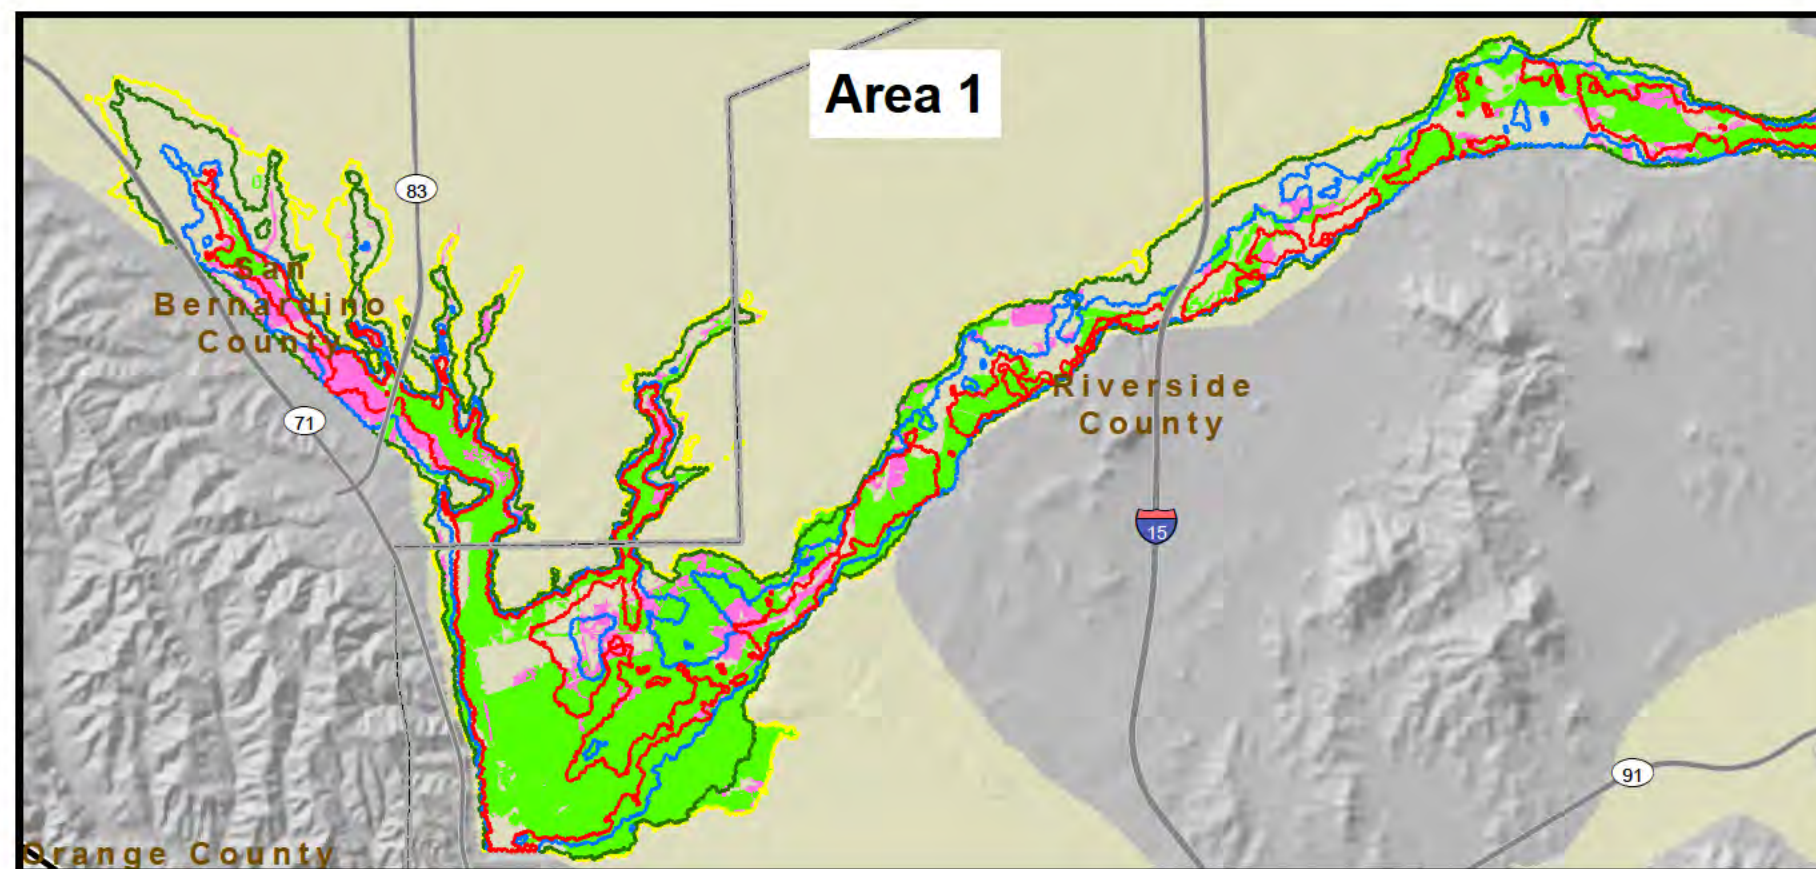 Area 1
83
San
Bernardino
County
Riverside
County
71
15
91
Orange County